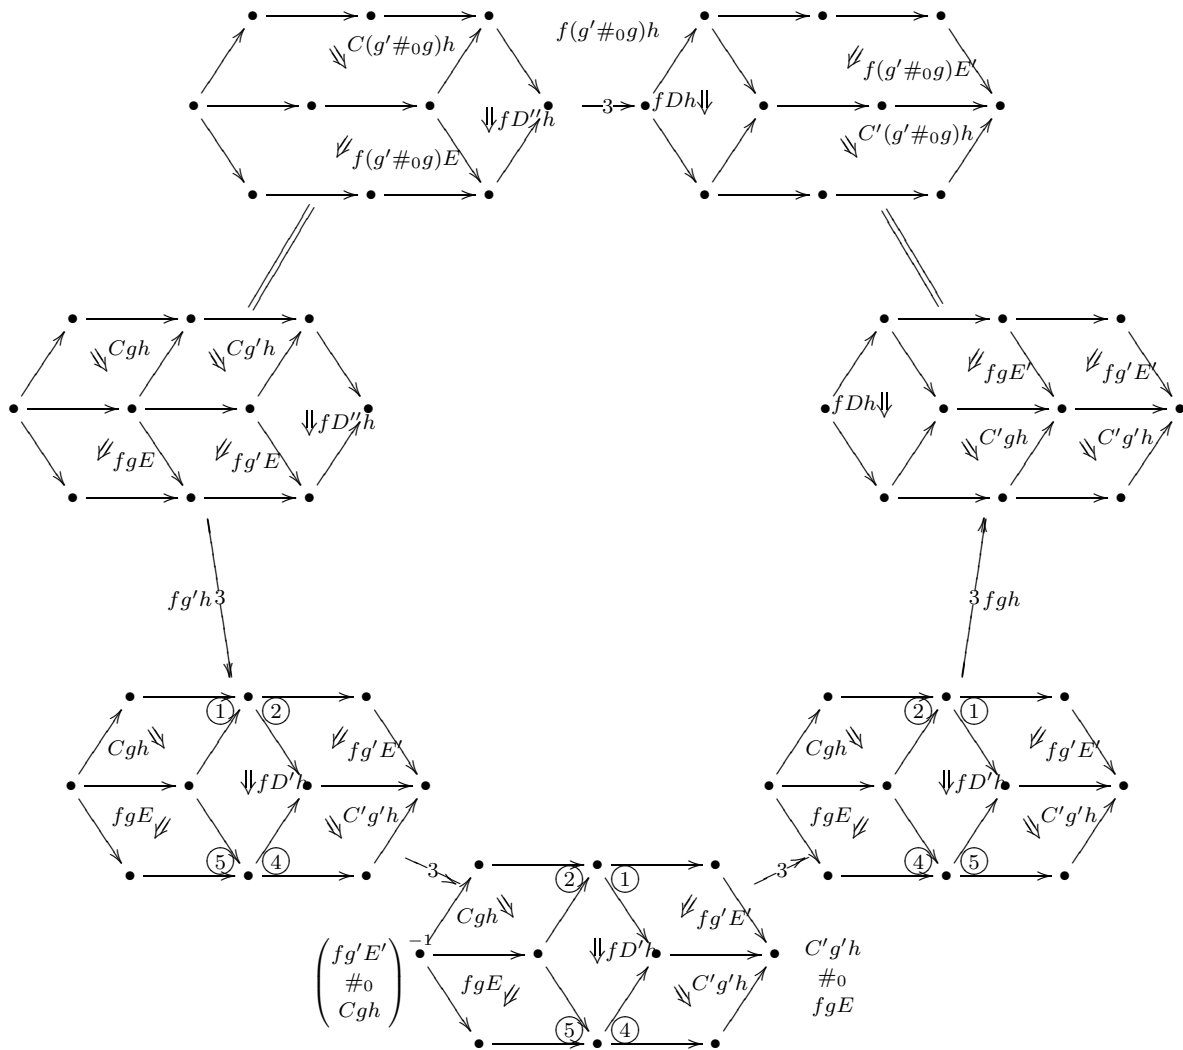 C(g′#₀g)h
f(g′#₀g)h
f(g′#₀g)E′
fD″h
3
fDh
f(g′#₀g)E
C′(g′#₀g)h
Cgh
Cg′h
fD″h
fgE
fg′E
fgE′
fg′E′
fDh
C′gh
C′g′h
fg′h 3
3 fgh
① ②
Cgh
fg′E′
fD′h
fgE
C′g′h
⑤ ④
② ①
Cgh
fg′E′
fD′h
fgE
C′g′h
④ ⑤
3
3
② ①
Cgh
fg′E′
fD′h
fgE
C′g′h
⑤ ④
(fg′E′
#₀
Cgh)
−1
C′g′h
#₀
fgE